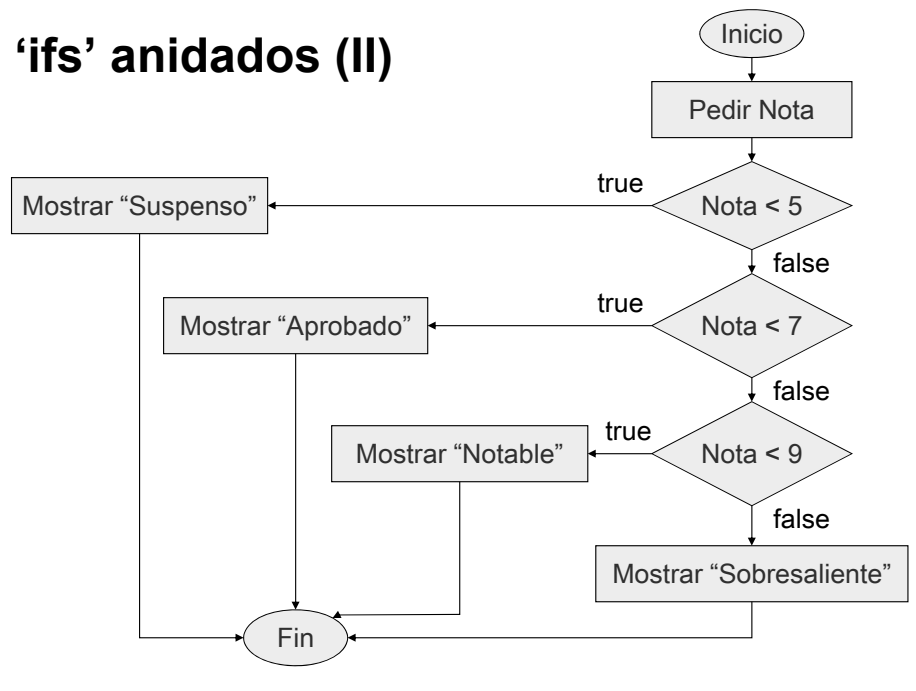 ‘ifs’ anidados (II)
Inicio
Pedir Nota
Nota < 5
true
Mostrar “Suspenso”
false
Nota < 7
true
Mostrar “Aprobado”
false
Nota < 9
true
Mostrar “Notable”
false
Mostrar “Sobresaliente”
Fin